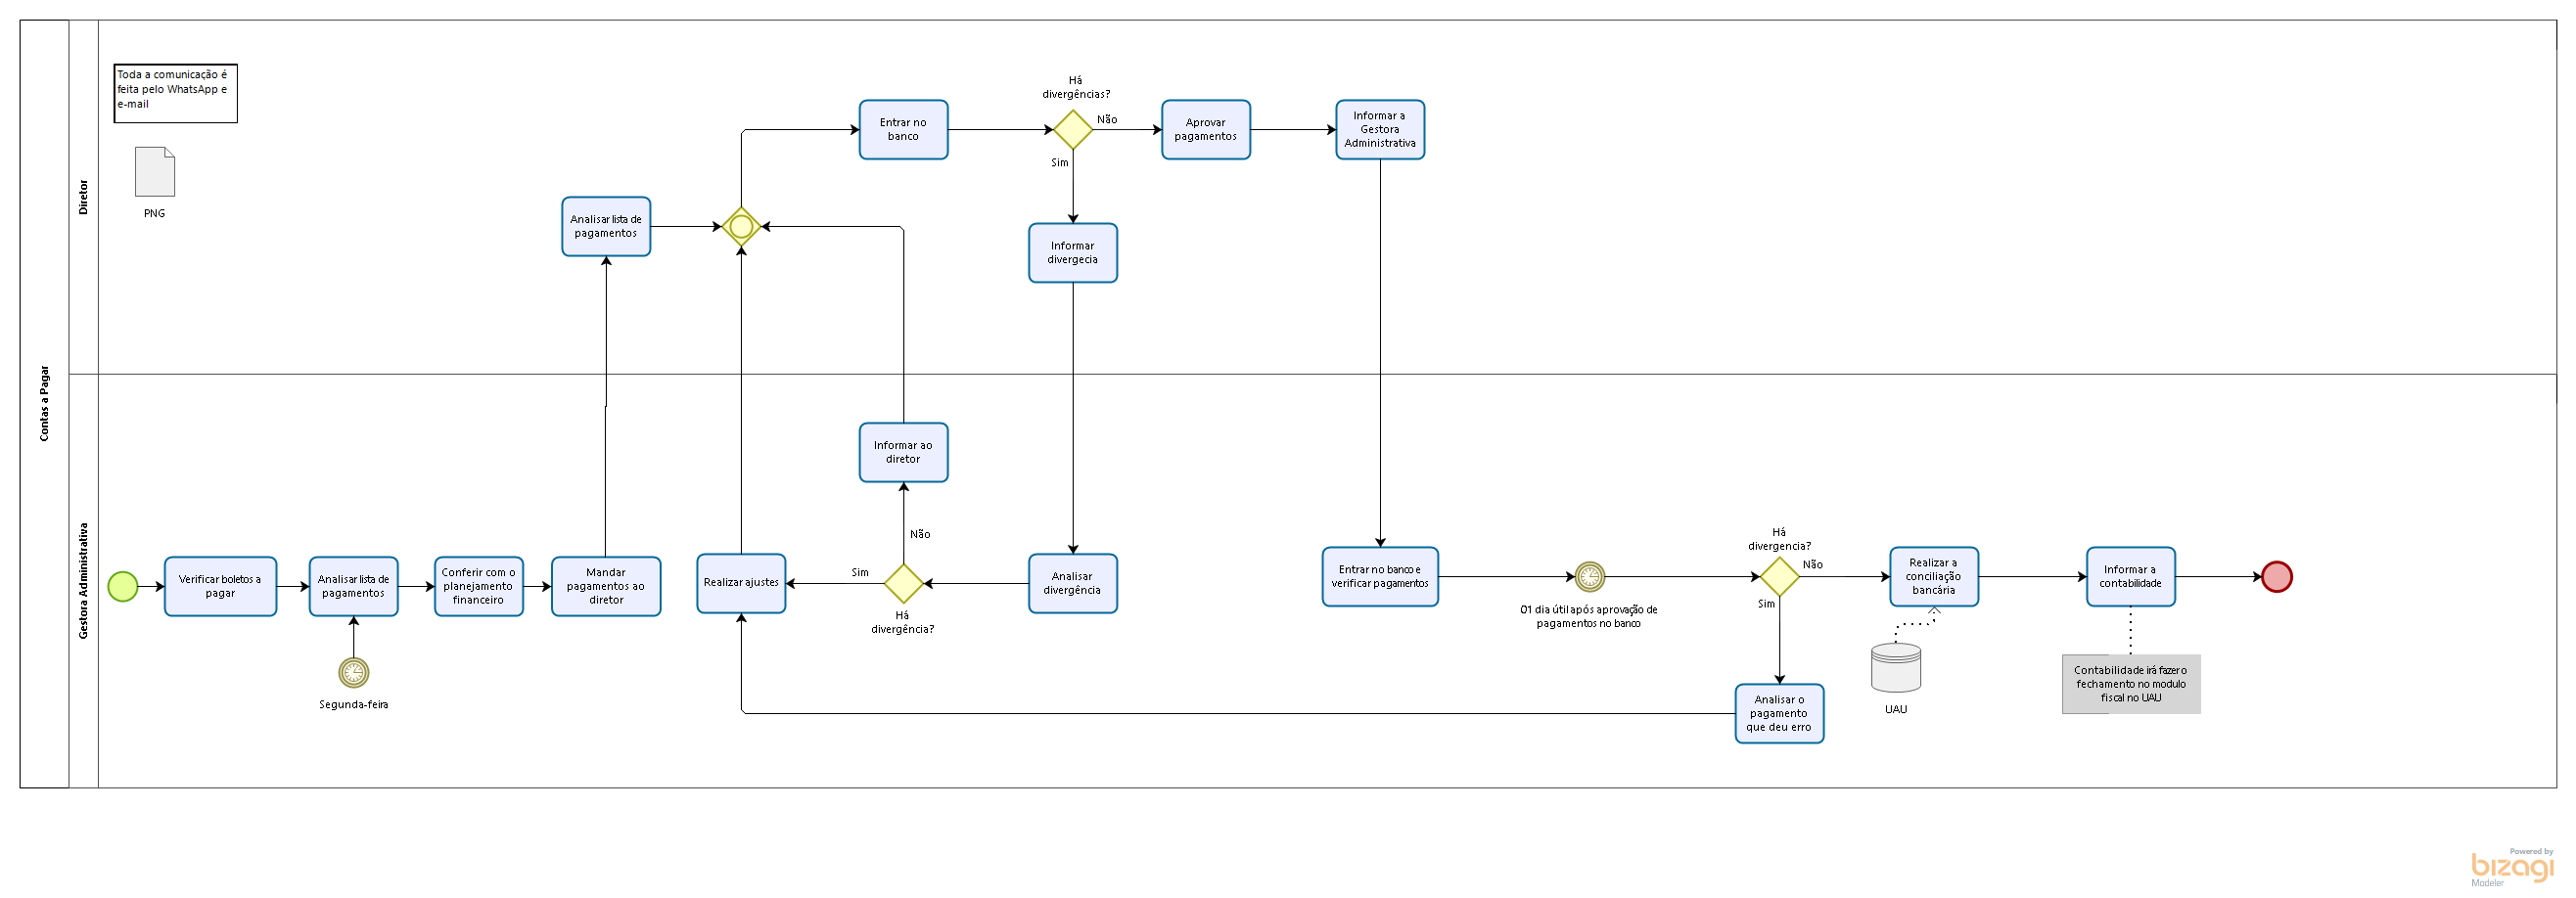 Contas a Pagar
Diretor
Toda a comunicação é
feita pelo WhatsApp e
e-mail
PNG
Analisar lista de
pagamentos
Entrar no
banco
Há
divergências?
Não
Sim
Aprovar
pagamentos
Informar a
Gestora
Administrativa
Informar
divergecia
Gestora Administrativa
Verificar boletos a
pagar
Analisar lista de
pagamentos
Segunda-feira
Conferir com o
planejamento
financeiro
Mandar
pagamentos ao
diretor
Realizar ajustes
Sim
Informar ao
diretor
Não
Há
divergência?
Analisar
divergência
Entrar no banco e
verificar pagamentos
01 dia útil após aprovação de
pagamentos no banco
Há
divergencia?
Não
Sim
Analisar o
pagamento
que deu erro
Realizar a
conciliação
bancária
UAU
Informar a
contabilidade
Contabilidade irá fazer o
fechamento no modulo
fiscal no UAU
Powered by
bizagi
Modeler